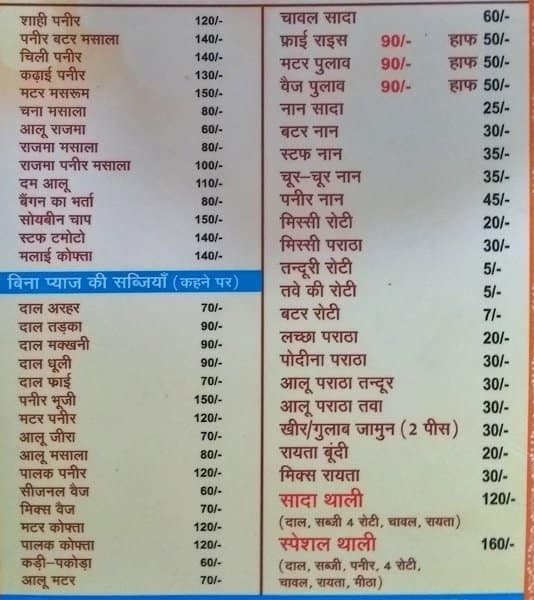 शाही पनीर 120/-
पनीर बटर मसाला 140/-
चिली पनीर 140/-
कढ़ाई पनीर 130/-
मटर मसरूम 150/-
चना मसाला 80/-
आलू राजमा 60/-
राजमा मसाला 80/-
राजमा पनीर मसाला 100/-
दम आलू 110/-
बैंगन का भर्ता 80/-
सोयबीन चाप 150/-
स्टफ टमोटो 140/-
मलाई कोफ्ता 140/-
बिना प्याज की सब्जियाँ (कहने पर)
दाल अरहर 70/-
दाल तड़का 90/-
दाल मक्खनी 90/-
दाल धूली 90/-
दाल फ्राई 70/-
पनीर भूजी 150/-
मटर पनीर 120/-
आलू जीरा 70/-
आलू मसाला 80/-
पालक पनीर 120/-
सीजनल वैज 60/-
मिक्स वैज 70/-
मटर कोफ्ता 120/-
पालक कोफ्ता 120/-
कड़ी-पकोड़ा 60/-
आलू मटर 70/-
चावल सादा 60/-
फ्राई राइस 90/- हाफ 50/-
मटर पुलाव 90/- हाफ 50/-
वैज पुलाव 90/- हाफ 50/-
नान सादा 25/-
बटर नान 30/-
स्टफ नान 35/-
चूर-चूर नान 35/-
पनीर नान 45/-
मिस्सी रोटी 20/-
मिस्सी पराठा 30/-
तन्दूरी रोटी 5/-
तवे की रोटी 5/-
बटर रोटी 7/-
लच्छा पराठा 20/-
पोदीना पराठा 30/-
आलू पराठा तन्दूर 30/-
आलू पराठा तवा 30/-
खीर/गुलाब जामुन (2 पीस) 30/-
रायता बूंदी 20/-
मिक्स रायता 30/-
सादा थाली 120/-
(दाल, सब्जी 4 रोटी, चावल, रायता)
स्पेशल थाली 160/-
(दाल, सब्जी, पनीर, 4 रोटी,
चावल, रायता, मीठा)